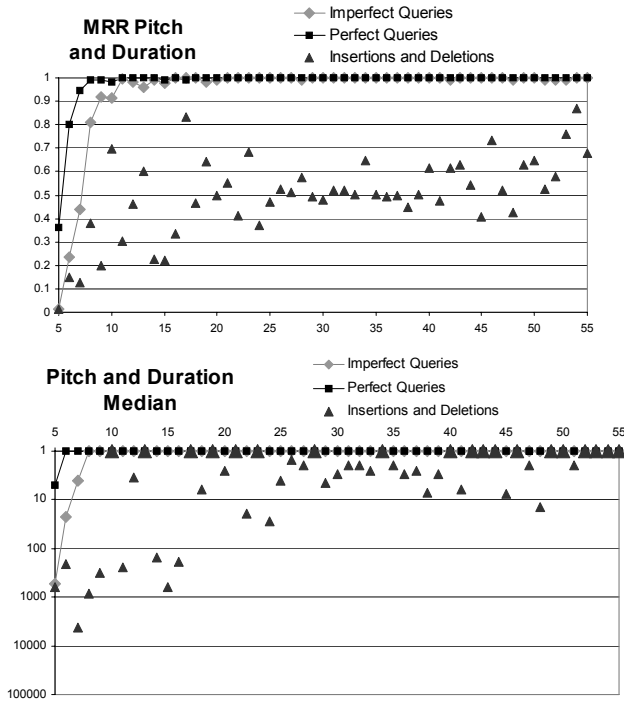 MRR Pitch
and Duration
Imperfect Queries
Perfect Queries
Insertions and Deletions
1
0.9
0.8
0.7
0.6
0.5
0.4
0.3
0.2
0.1
0
5 10 15 20 25 30 35 40 45 50 55
Pitch and Duration
Median
Imperfect Queries
Perfect Queries
Insertions and Deletions
5 10 15 20 25 30 35 40 45 50 55
1
10
100
1000
10000
100000